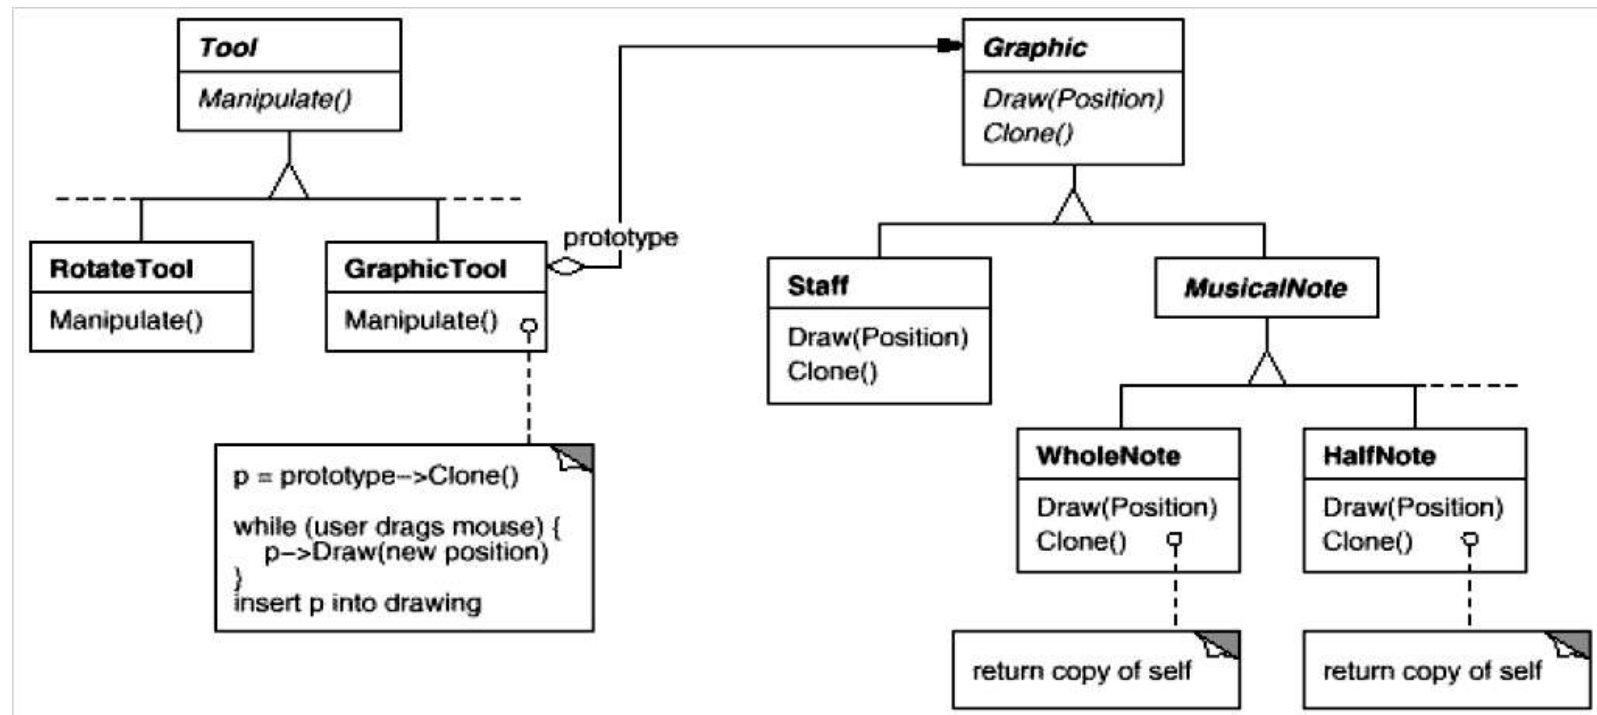 Tool
Manipulate()
Graphic
Draw(Position)
Clone()
prototype
RotateTool
Manipulate()
GraphicTool
Manipulate()
Staff
Draw(Position)
Clone()
MusicalNote
p = prototype->Clone()
while (user drags mouse) {
p->Draw(new position)
}
insert p into drawing
WholeNote
Draw(Position)
Clone()
HalfNote
Draw(Position)
Clone()
return copy of self
return copy of self